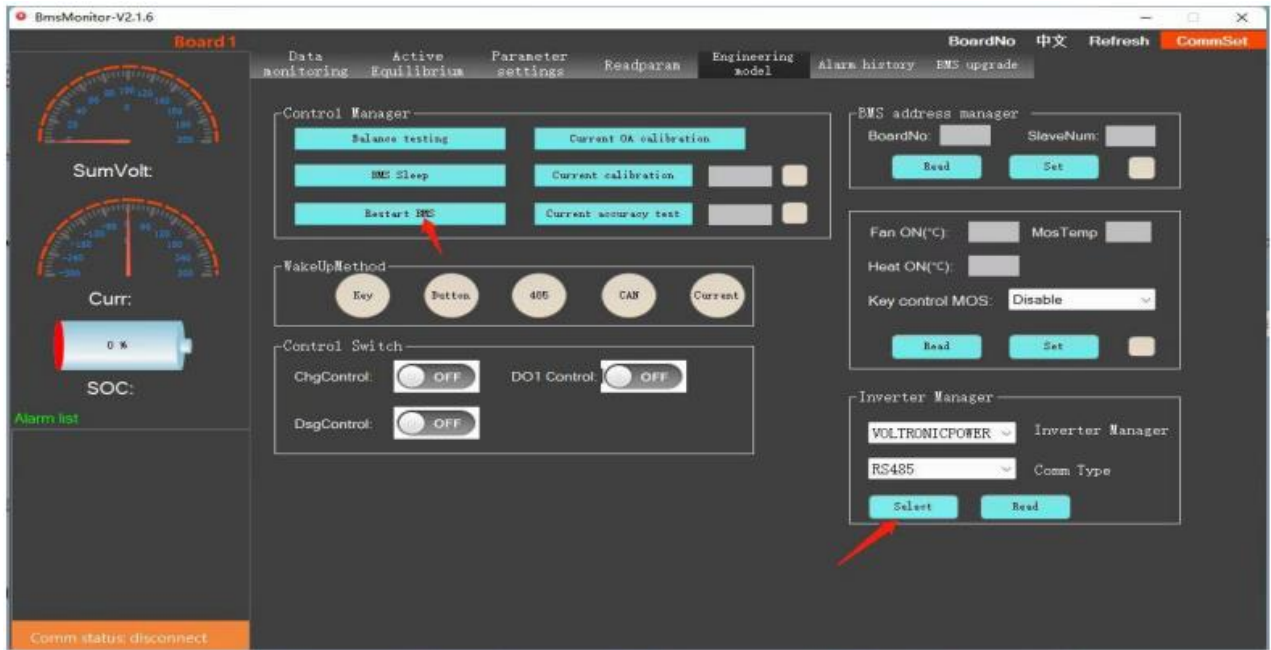 BmsMonitor-V2.1.6
Board 1
BoardNo 中文 Refresh CommSet
Data monitoring
Active Equilibrium
Parameter settings
Readparam
Engineering model
Alarm history
BMS upgrade
SumVolt:
Curr:
0 %
SOC:
Alarm list
Comm status: disconnect
Control Manager
Balance testing
Current OA calibration
BMS Sleep
Current calibration
Restart BMS
Current accuracy test
WakeUpMethod
Key
Button
485
CAN
Current
Control Switch
ChgControl: OFF
DO1 Control: OFF
DsgControl: OFF
BMS address manager
BoardNo:
SlaveNum:
Read
Set
Fan ON(°C):
MosTemp
Heat ON(°C):
Key control MOS: Disable
Read
Set
Inverter Manager
VOLTRONICPOWER Inverter Manager
RS485 Comm Type
Select
Read